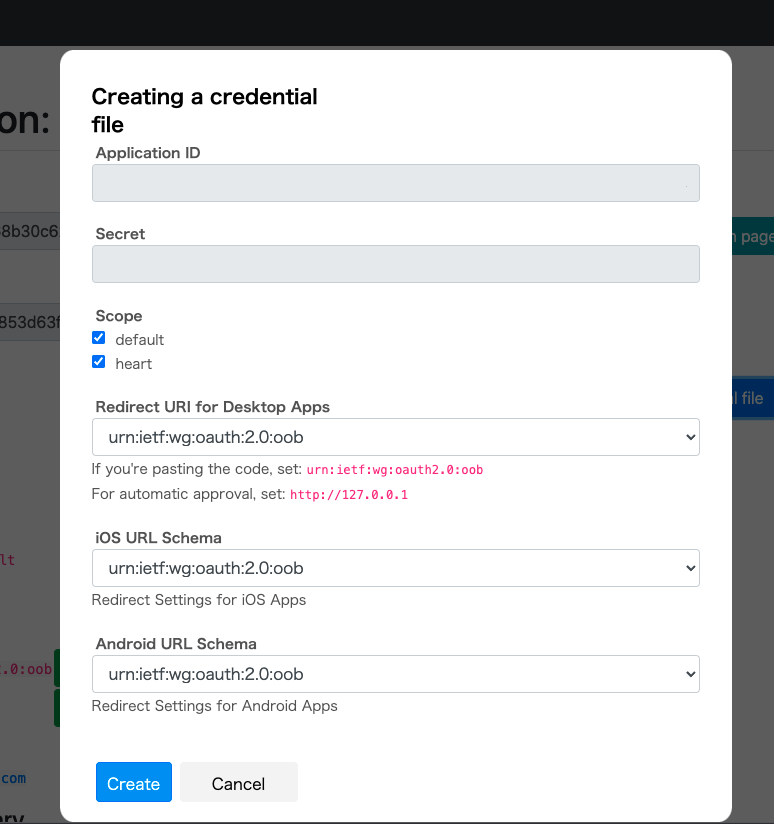 Creating a credential
file
Application ID
Secret
Scope
default
heart
Redirect URI for Desktop Apps
urn:ietf:wg:oauth:2.0:oob
If you're pasting the code, set: urn:ietf:wg:oauth2.0:oob
For automatic approval, set: http://127.0.0.1
iOS URL Schema
urn:ietf:wg:oauth:2.0:oob
Redirect Settings for iOS Apps
Android URL Schema
urn:ietf:wg:oauth:2.0:oob
Redirect Settings for Android Apps
Create Cancel
on:
8b30c6
853d63f
lt
2.0:oob
com
n page
l file